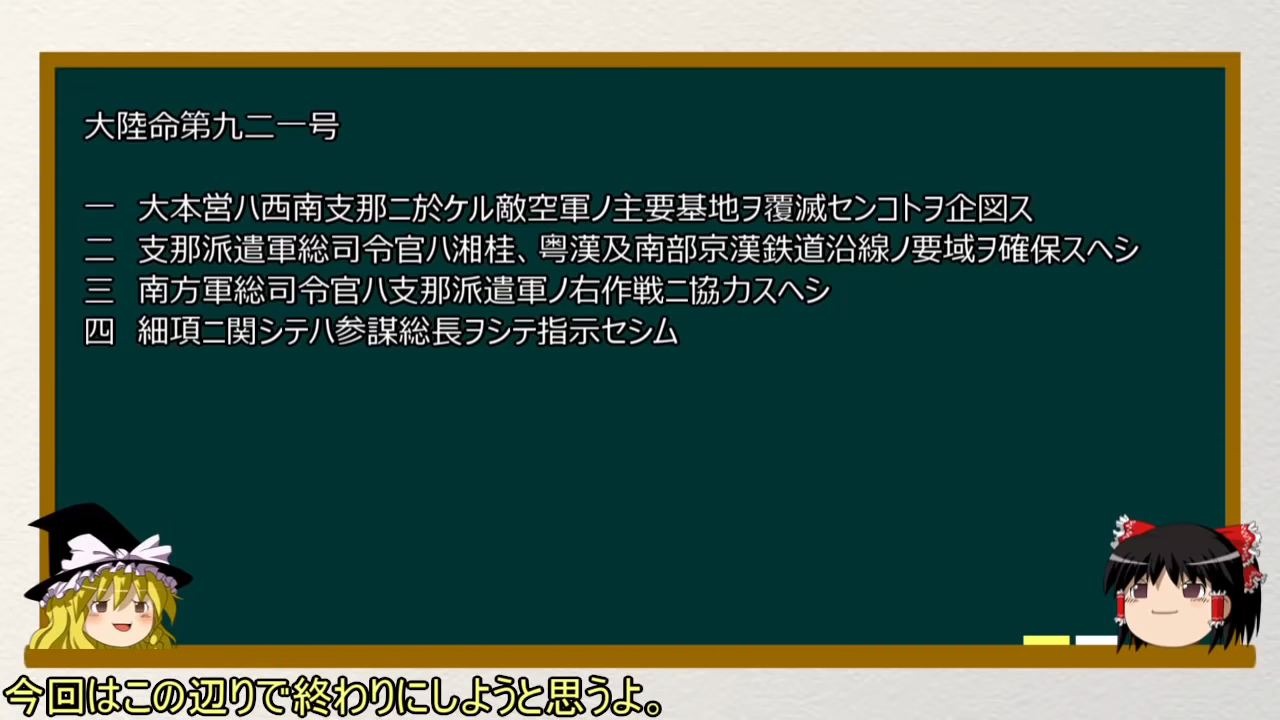 大陸命第九二一号
一 大本営ハ西南支那ニ於ケル敵空軍ノ主要基地ヲ覆滅センコトヲ企図ス
二 支那派遣軍総司令官ハ湘桂、粤漢及南部京漢鉄道沿線ノ要域ヲ確保スヘシ
三 南方軍総司令官ハ支那派遣軍ノ右作戦ニ協力スヘシ
四 細項ニ関シテハ参謀総長ヲシテ指示セシム
今回はこの辺りで終わりにしようと思うよ。